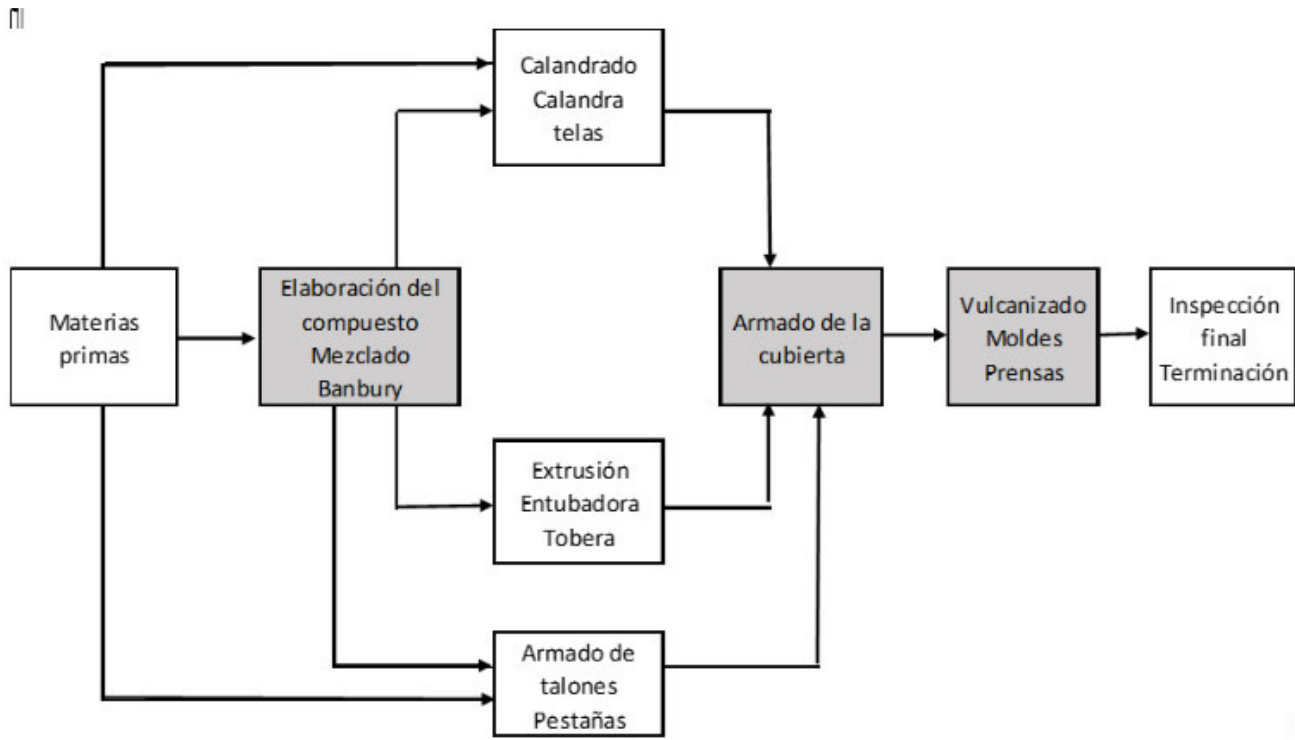 Calandrado
Calandra
telas
Materias
primas
Elaboración del
compuesto
Mezclado
Banbury
Armado de la
cubierta
Vulcanizado
Moldes
Prensas
Inspección
final
Terminación
Extrusión
Entubadora
Tobera
Armado de
talones
Pestañas